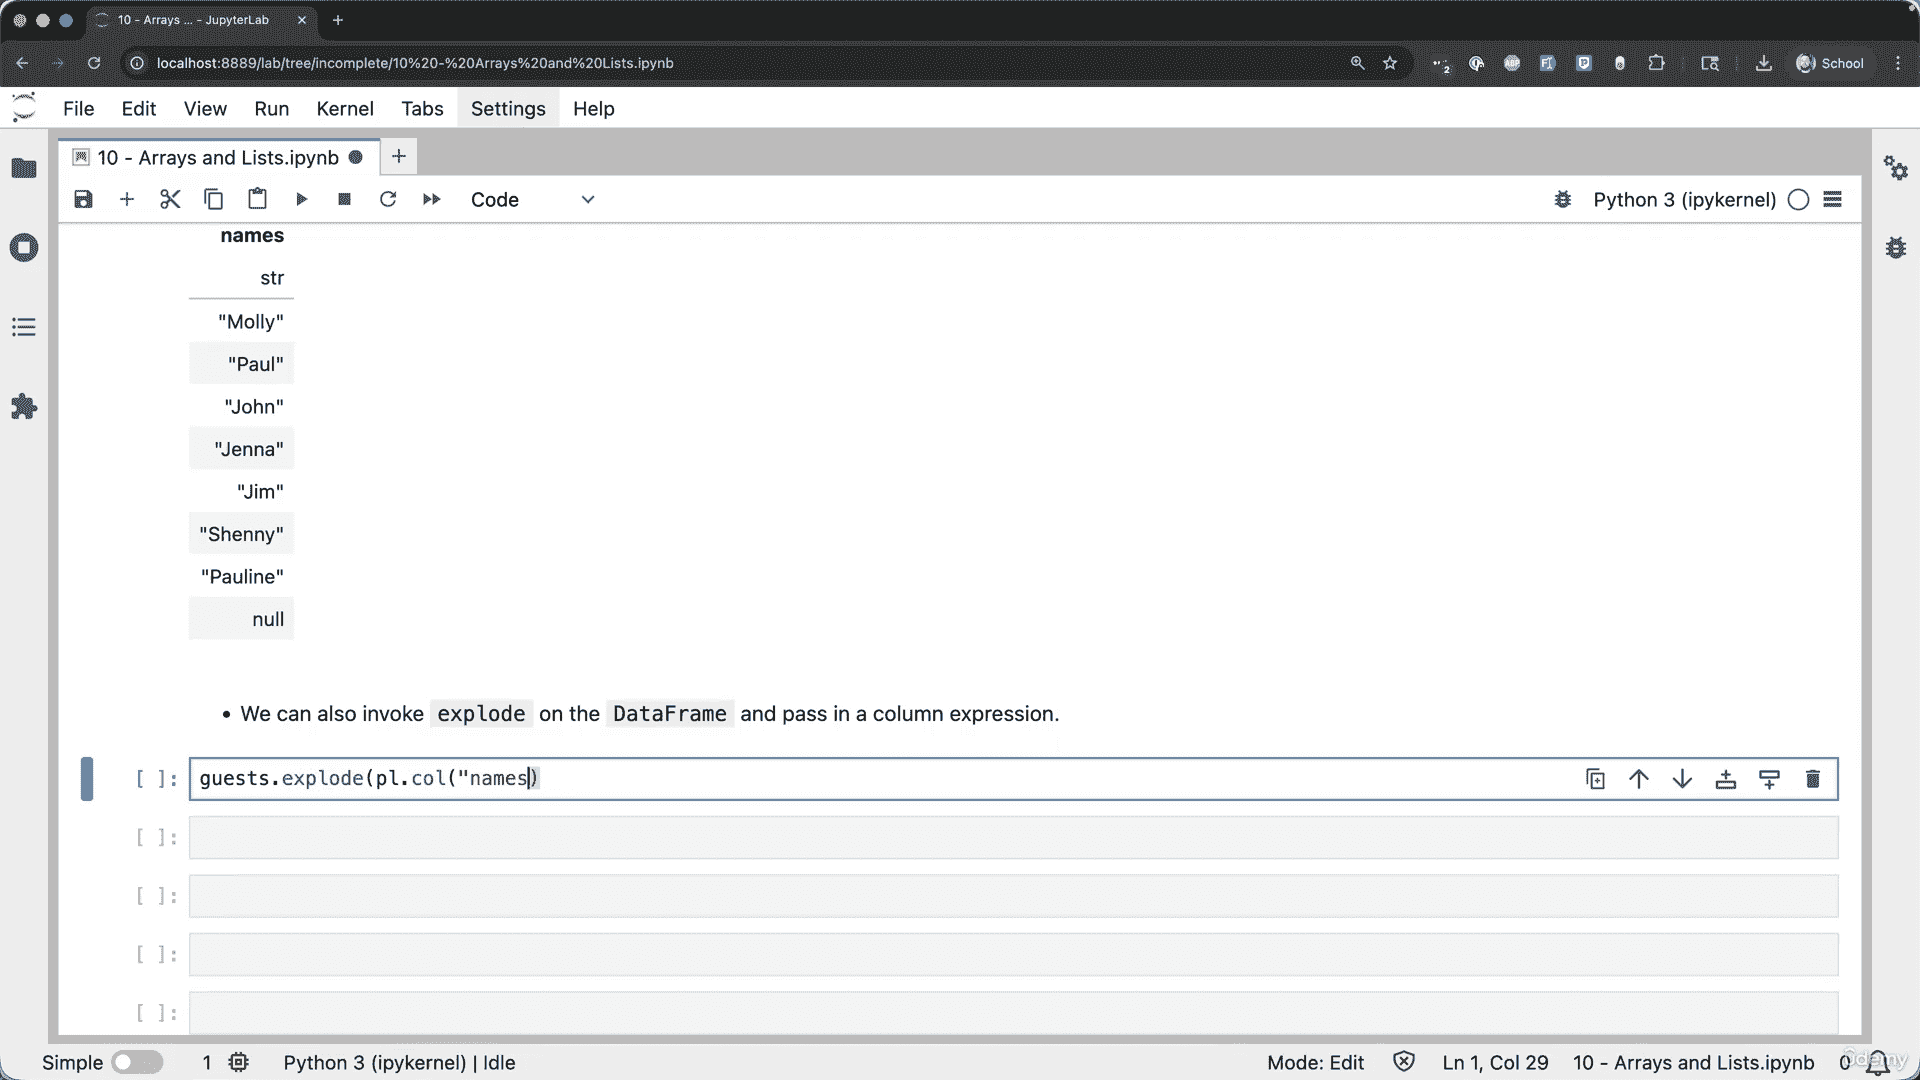 10 - Arrays ... - JupyterLab
localhost:8889/lab/tree/incomplete/10%20-%20Arrays%20and%20Lists.ipynb
2
ABP
School
File Edit View Run Kernel Tabs Settings Help
10 - Arrays and Lists.ipynb
Code
Python 3 (ipykernel)
names
str
"Molly"
"Paul"
"John"
"Jenna"
"Jim"
"Shenny"
"Pauline"
null
• We can also invoke explode on the DataFrame and pass in a column expression.
[ ]: guests.explode(pl.col("names)
[ ]:
[ ]:
[ ]:
[ ]:
Simple 1 Python 3 (ipykernel) | Idle Mode: Edit Ln 1, Col 29 10 - Arrays and Lists.ipynb 0
udemy